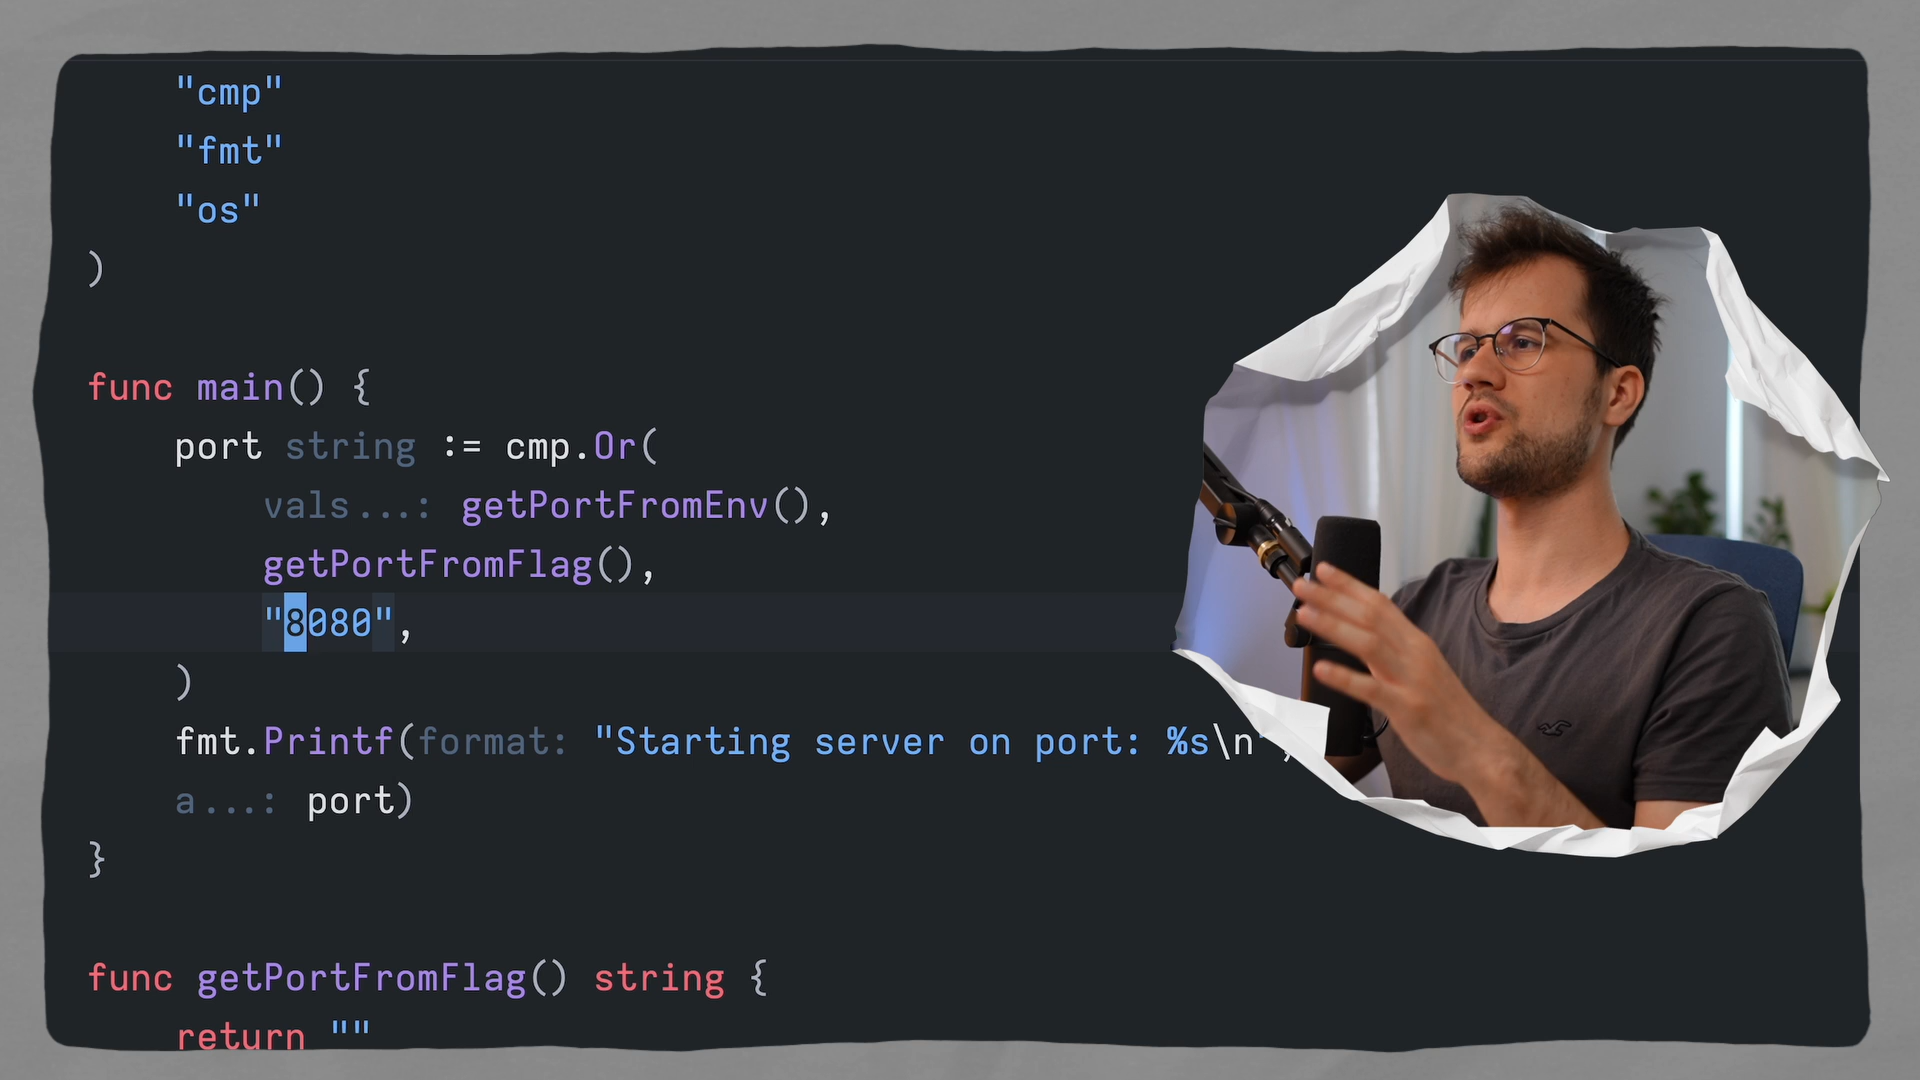 "cmp"
"fmt"
"os"
)
func main() {
port string := cmp.Or(
vals...: getPortFromEnv(),
getPortFromFlag(),
"8080",
)
fmt.Printf(format: "Starting server on port: %s\n",
a...: port)
}
func getPortFromFlag() string {
return ""